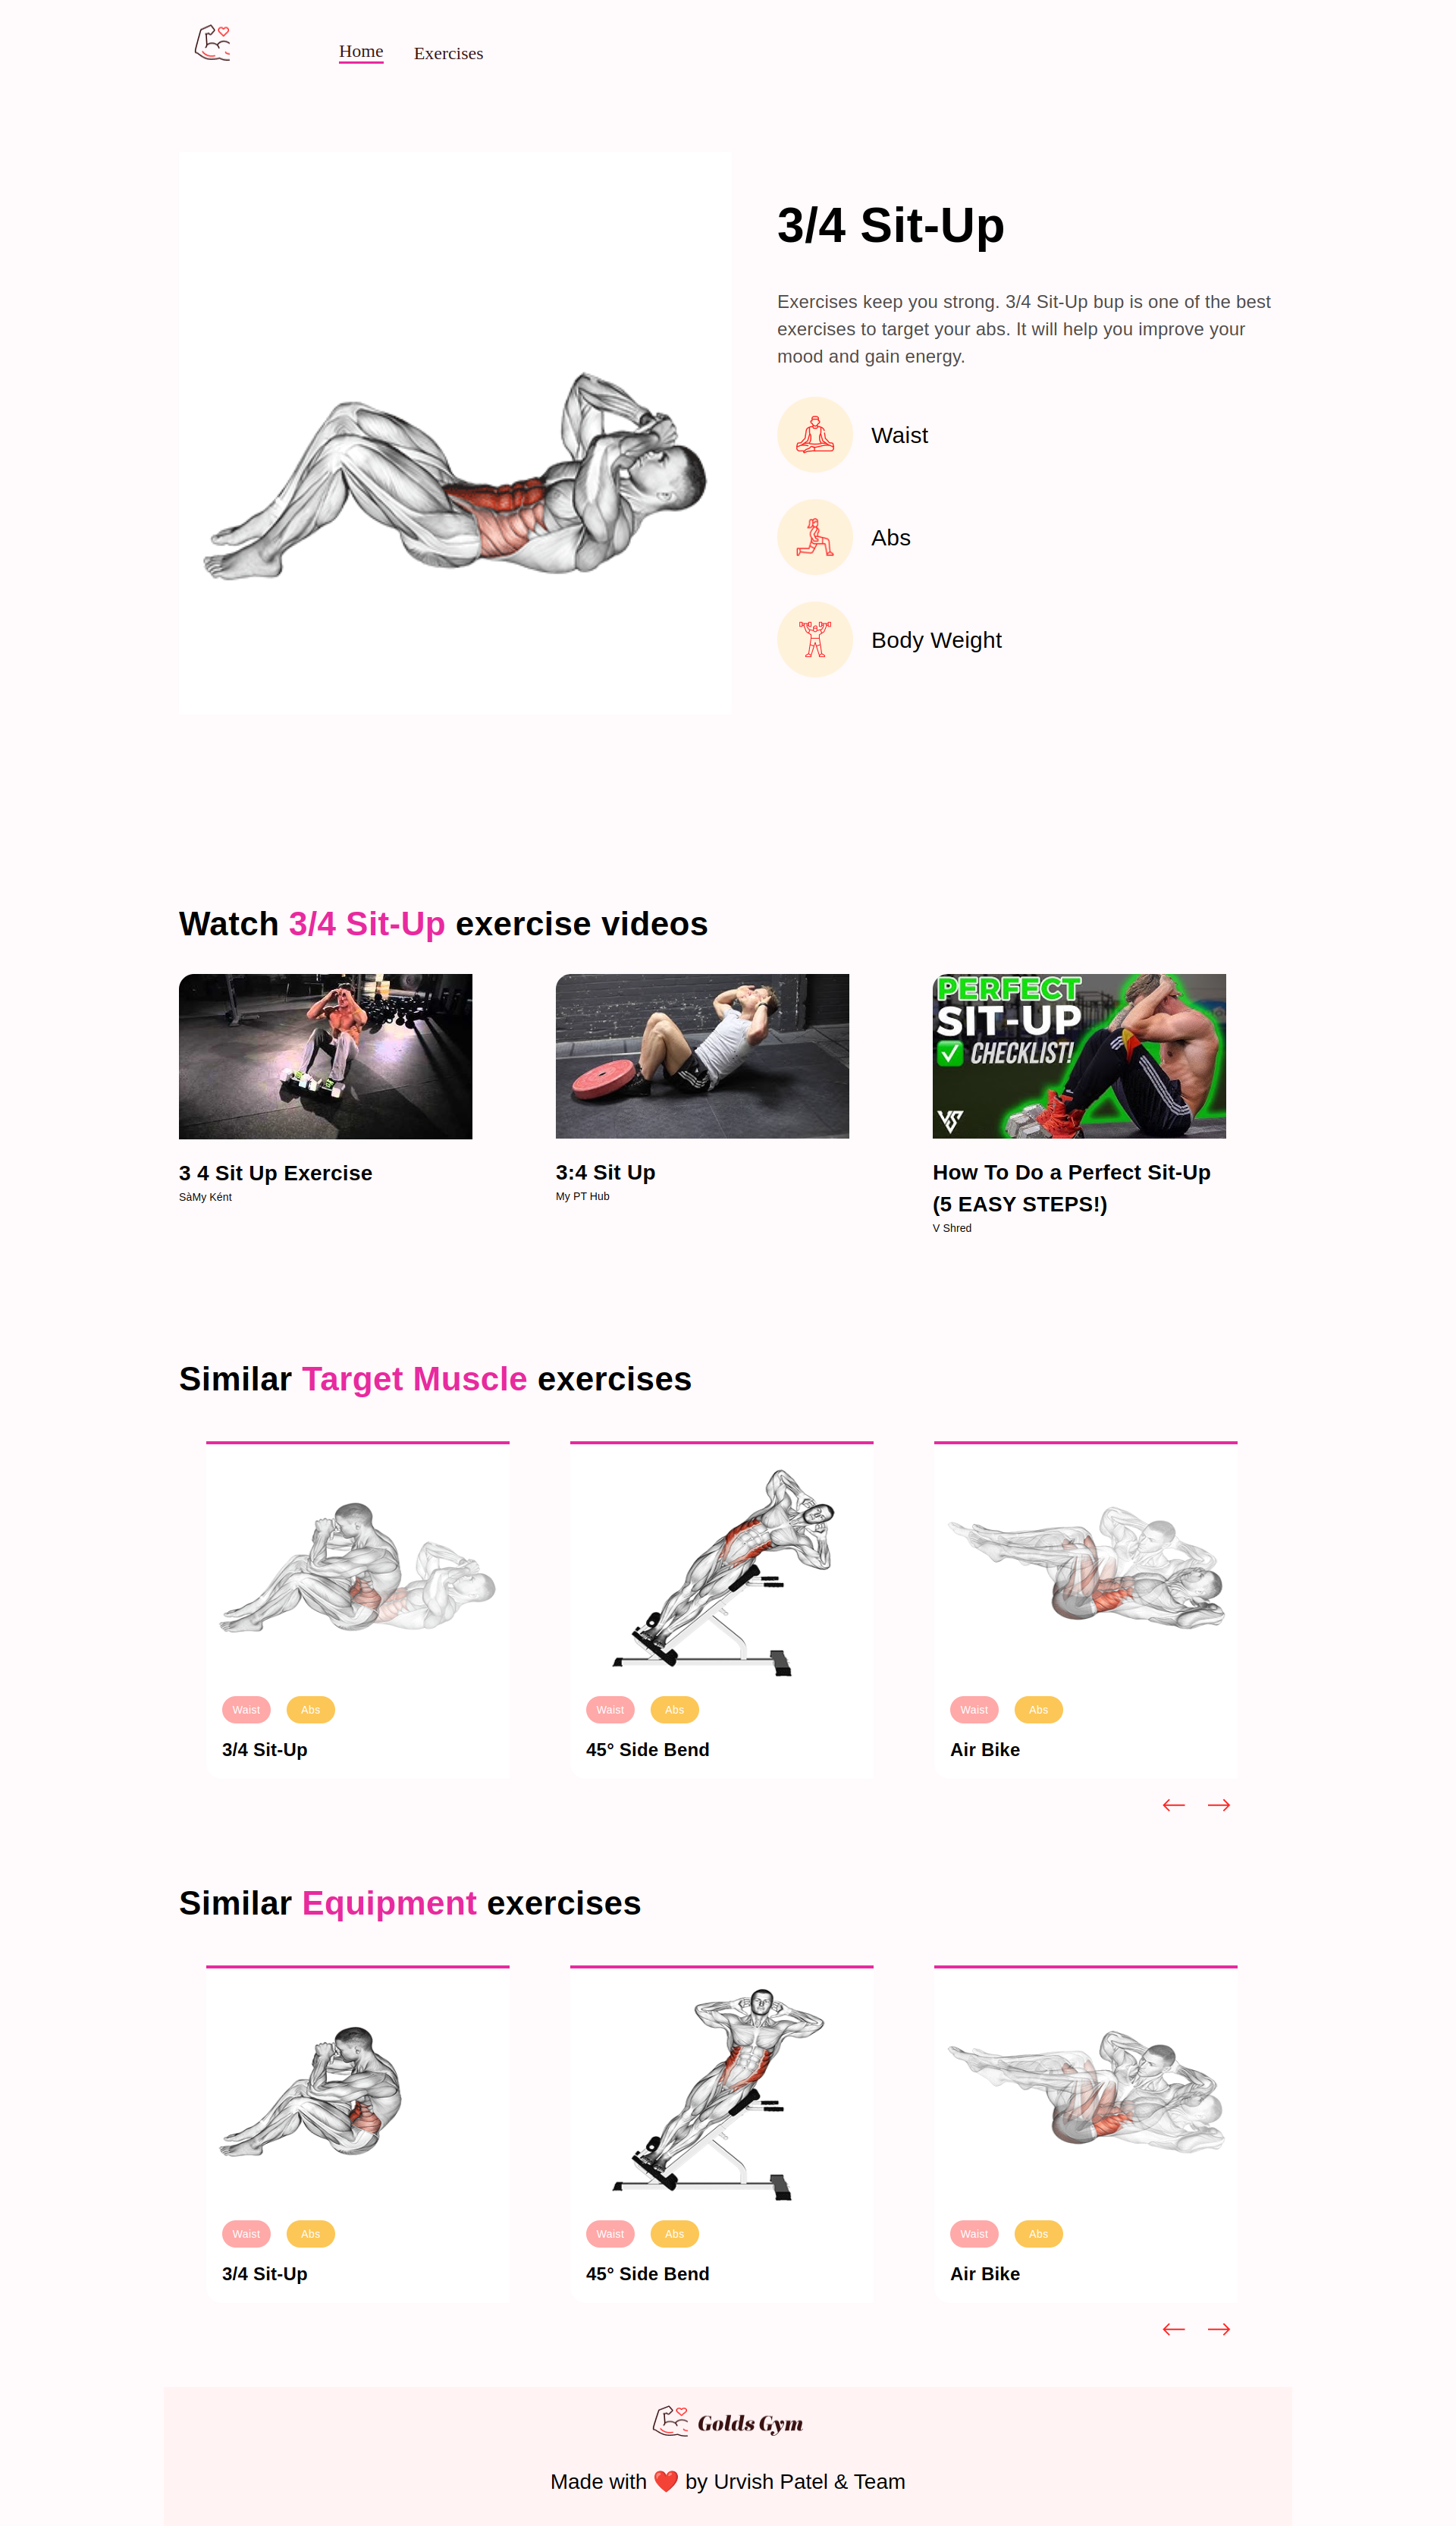 Home
Exercises
3/4 Sit-Up
Exercises keep you strong. 3/4 Sit-Up bup is one of the best
exercises to target your abs. It will help you improve your
mood and gain energy.
Waist
Abs
Body Weight
Watch 3/4 Sit-Up exercise videos
3 4 Sit Up Exercise
SàMy Ként
3:4 Sit Up
My PT Hub
PERFECT
SIT-UP
CHECKLIST!
VS
How To Do a Perfect Sit-Up
(5 EASY STEPS!)
V Shred
Similar Target Muscle exercises
Waist
Abs
3/4 Sit-Up
Waist
Abs
45° Side Bend
Waist
Abs
Air Bike
Similar Equipment exercises
Waist
Abs
3/4 Sit-Up
Waist
Abs
45° Side Bend
Waist
Abs
Air Bike
Golds Gym
Made with ❤️ by Urvish Patel & Team